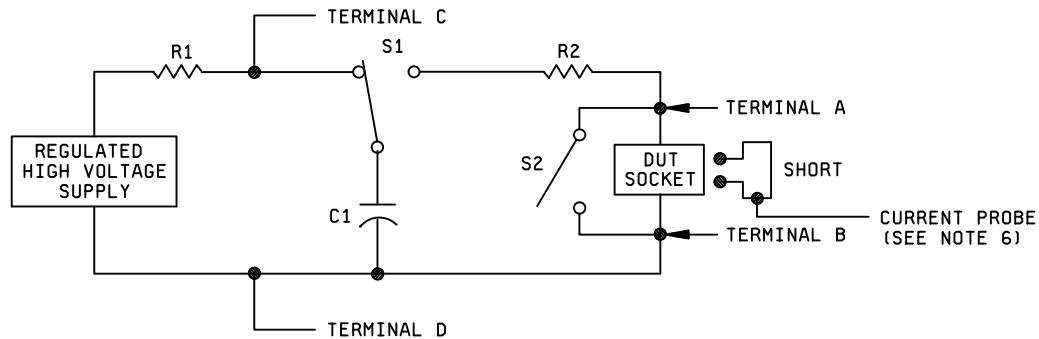 TERMINAL C
S1
R1
R2
TERMINAL A
REGULATED
HIGH VOLTAGE
SUPPLY
S2
DUT
SOCKET
SHORT
C1
CURRENT PROBE
(SEE NOTE 6)
TERMINAL B
TERMINAL D